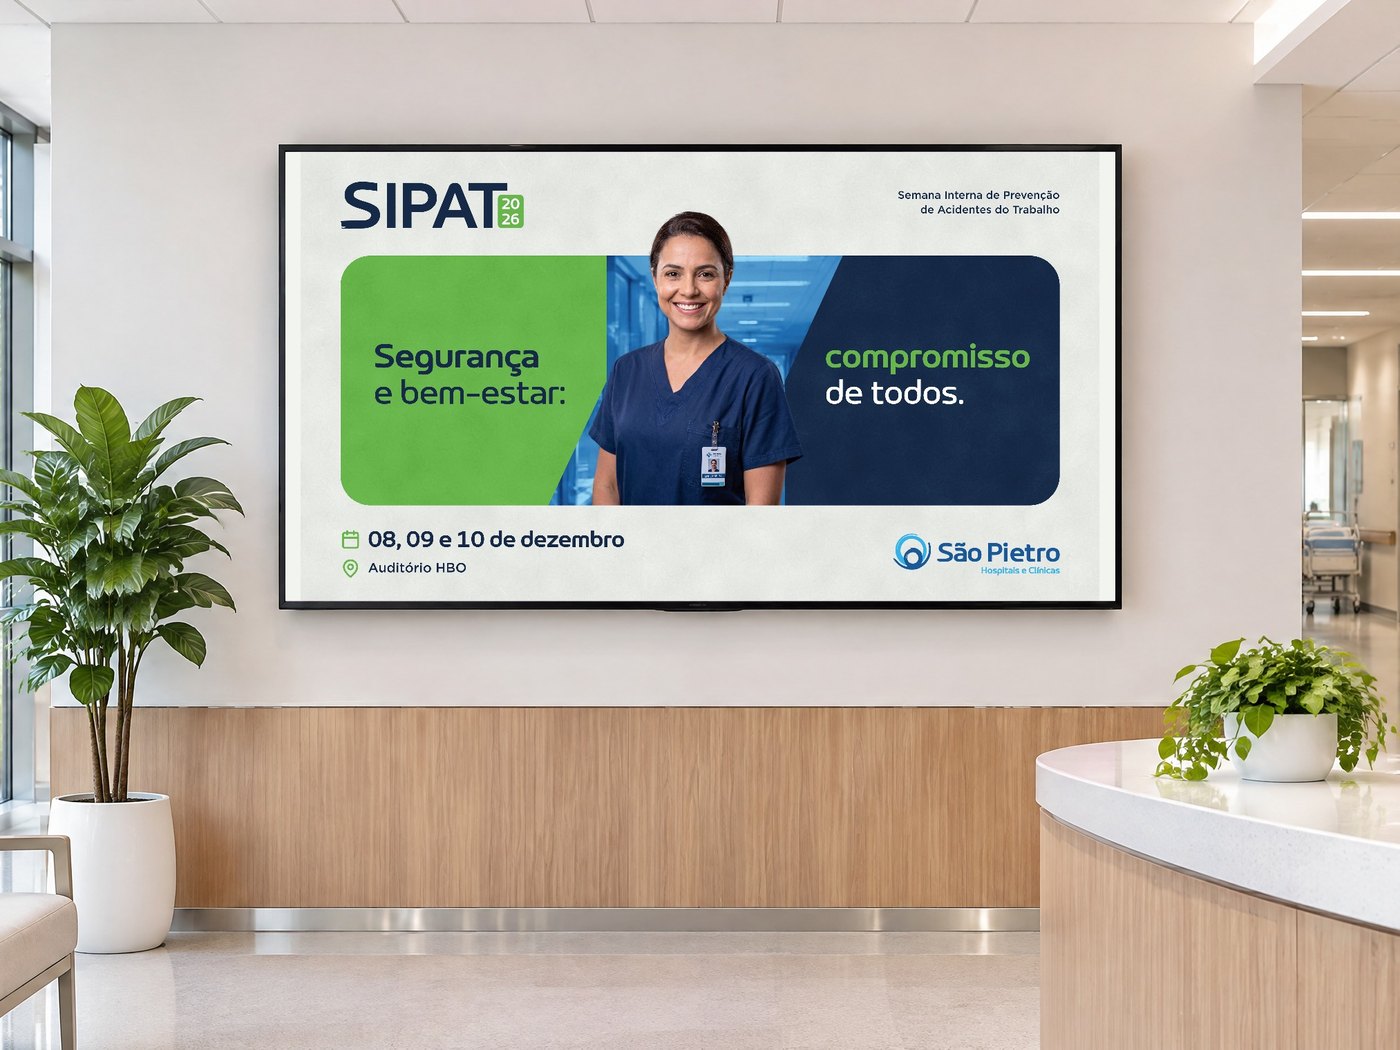 SIPAT
20
26
Semana Interna de Prevenção
de Acidentes do Trabalho
Segurança
e bem-estar:
compromisso
de todos.
08, 09 e 10 de dezembro
Auditório HBO
São Pietro
Hospitais e Clínicas